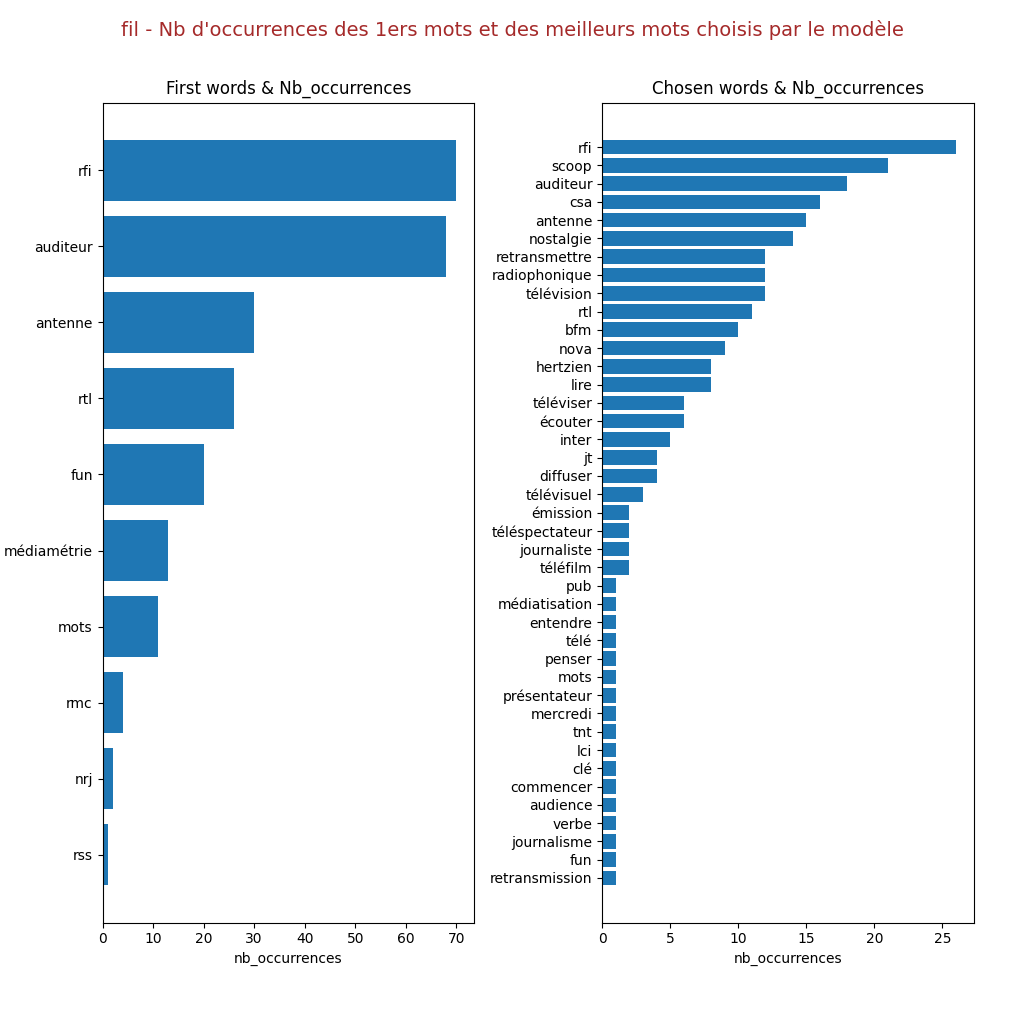 fil - Nb d'occurrences des 1ers mots et des meilleurs mots choisis par le modèle
First words & Nb_occurrences
rfi
auditeur
antenne
rtl
fun
médiamétrie
mots
rmc
nrj
rss
0 10 20 30 40 50 60 70
nb_occurrences
Chosen words & Nb_occurrences
rfi
scoop
auditeur
csa
antenne
nostalgie
retransmettre
radiophonique
télévision
rtl
bfm
nova
hertzien
lire
téléviser
écouter
inter
jt
diffuser
télévisuel
émission
téléspectateur
journaliste
téléfilm
pub
médiatisation
entendre
télé
penser
mots
présentateur
mercredi
tnt
lci
clé
commencer
audience
verbe
journalisme
fun
retransmission
0 5 10 15 20 25
nb_occurrences